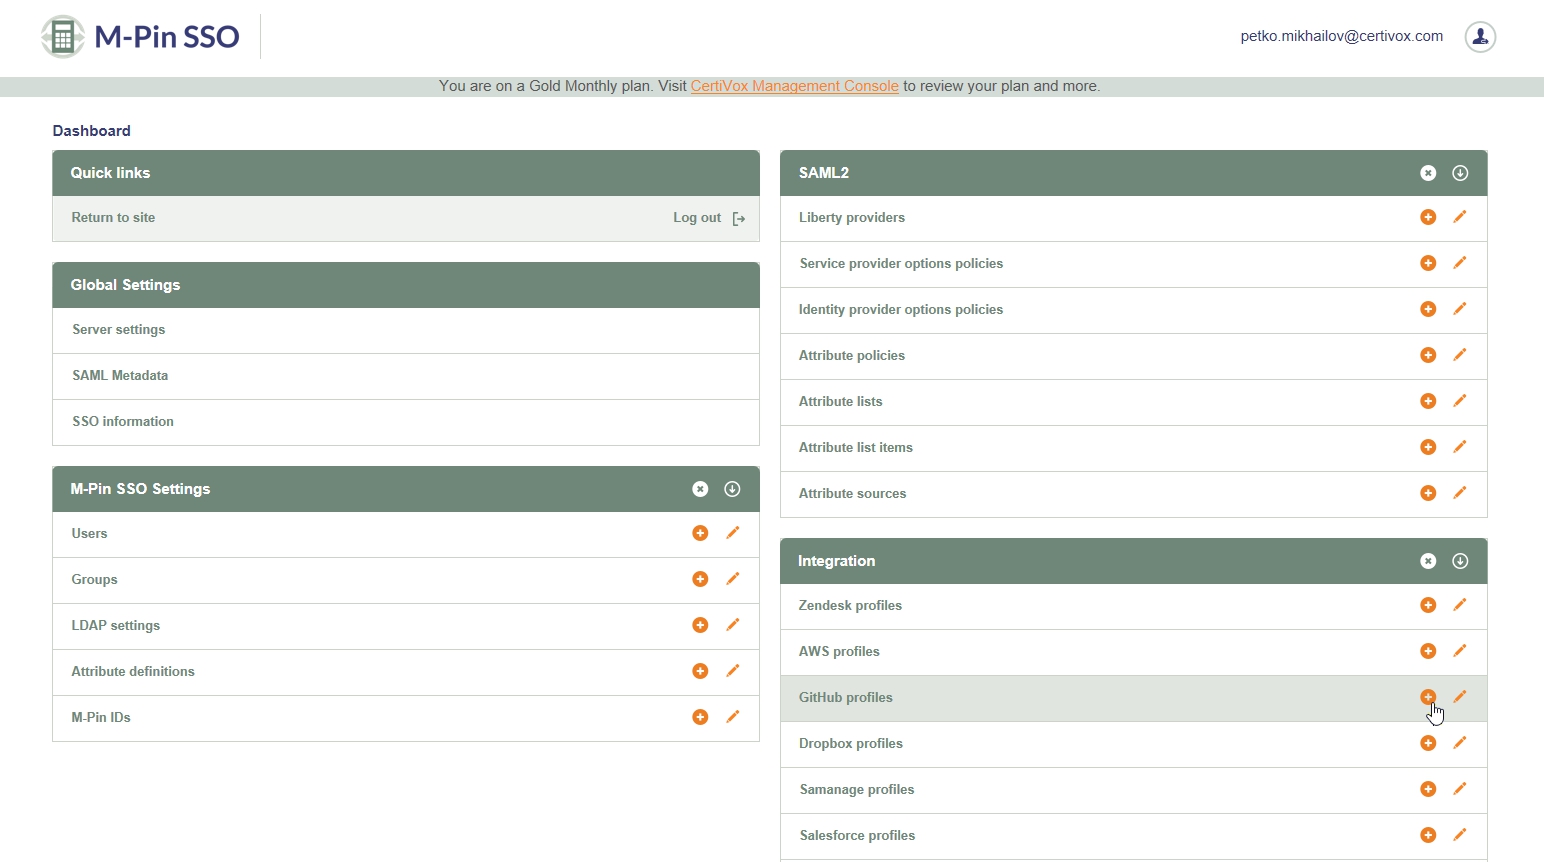 M-Pin SSO
petko.mikhailov@certivox.com
You are on a Gold Monthly plan. Visit CertiVox Management Console to review your plan and more.
Dashboard
Quick links
Return to site
Log out
Global Settings
Server settings
SAML Metadata
SSO information
M-Pin SSO Settings
Users
Groups
LDAP settings
Attribute definitions
M-Pin IDs
SAML2
Liberty providers
Service provider options policies
Identity provider options policies
Attribute policies
Attribute lists
Attribute list items
Attribute sources
Integration
Zendesk profiles
AWS profiles
GitHub profiles
Dropbox profiles
Samanage profiles
Salesforce profiles